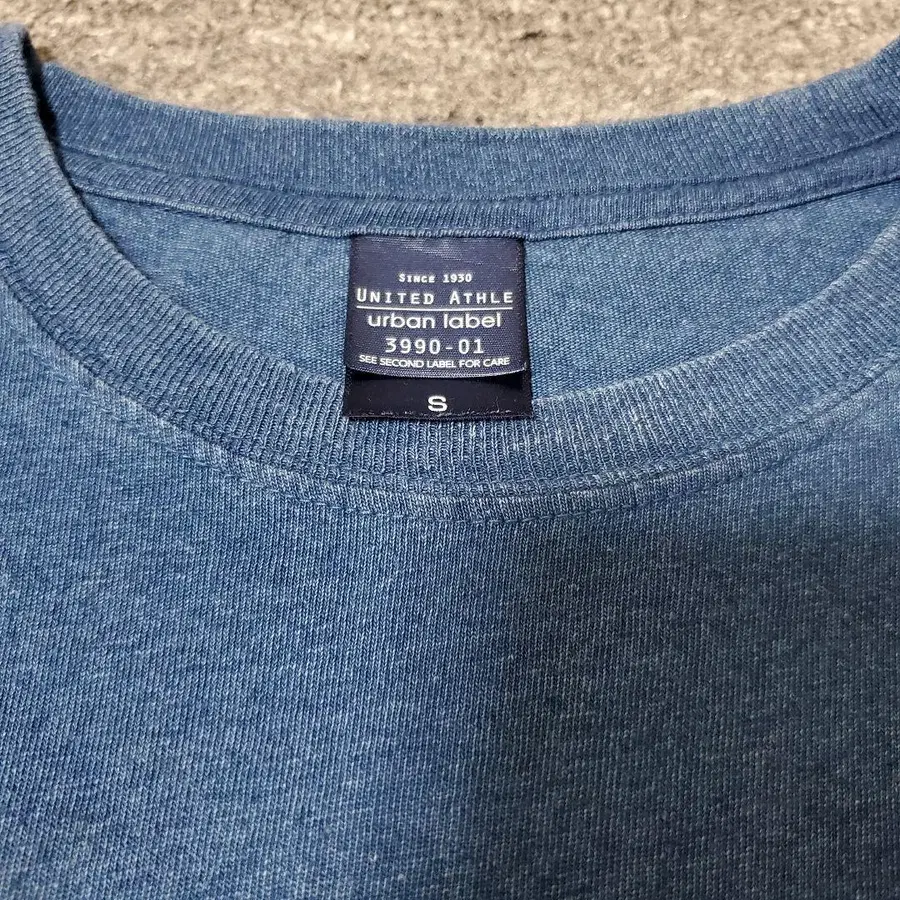 SINCE 1930
UNITED ATHLE
urban label
3990-01
SEE SECOND LABEL FOR CARE
S